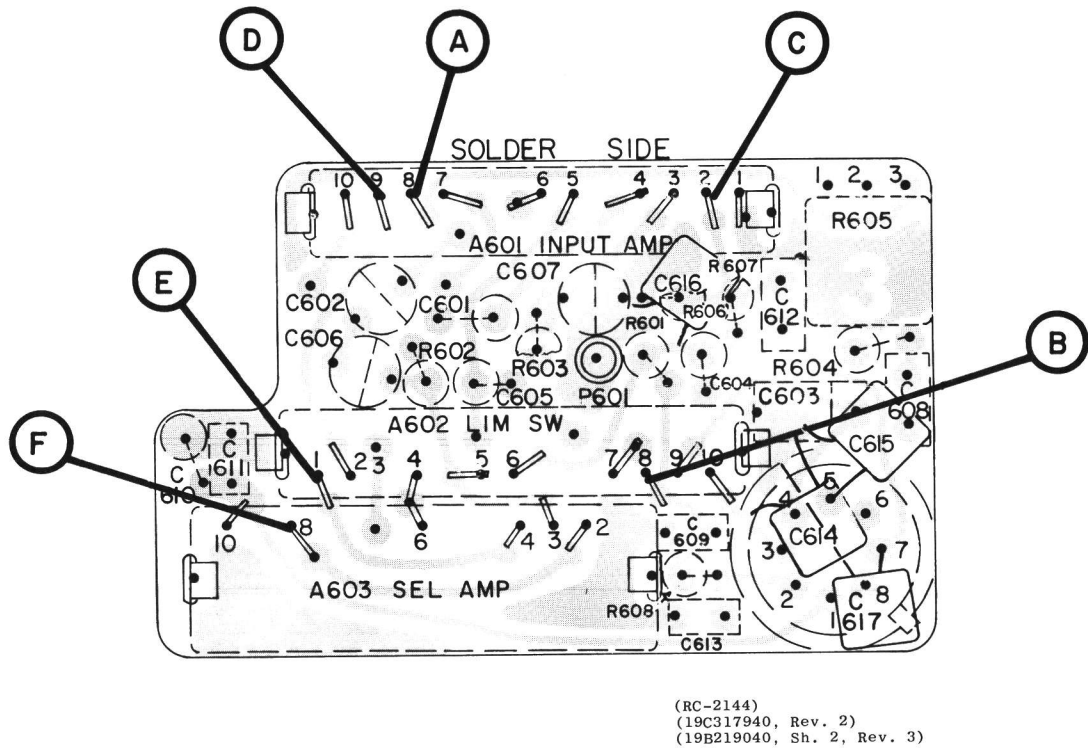 D A C
SOLDER SIDE
10 9 8 7 6 5 4 3 2 1
1 2 3
A601 INPUT AMP
R605
3
E
C607
R607
C616
C602
C601
C
612
R606
R601
C606
B
R602
R603
R604
C605
P601
C604
C603
C
608
A602 LIM SW
F
C615
C
611
1 2 3 4 5 6 7 8 9 10
C
610
10 8 6 4 3 2
C
609
4 5 6
C614
3 7
A603 SEL AMP
2 1 8
R608
C
617
C613
(RC-2144)
(19C317940, Rev. 2)
(19B219040, Sh. 2, Rev. 3)